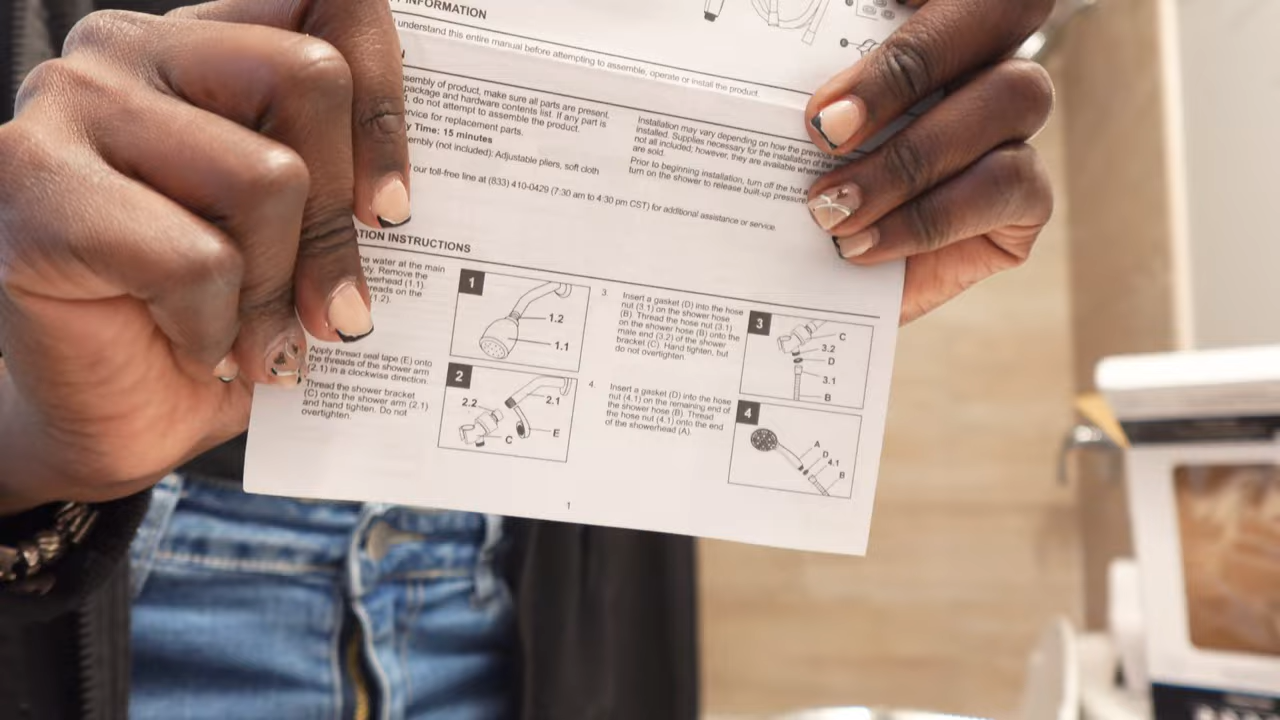 INFORMATION
understand this entire manual before attempting to assemble, operate or install the product.
sembly of product, make sure all parts are present.
package and hardware contents list. If any part is
do not attempt to assemble the product.
ervice for replacement parts.
y Time: 15 minutes
embly (not included): Adjustable pliers, soft cloth
our toll-free line at (833) 410-0429 (7:30 am to 4:30 pm CST) for additional assistance or service.
Installation may vary depending on how the previous
installed. Supplies necessary for the installation of the
not all included; however, they are available where
are sold.
Prior to beginning installation, turn off the hot a
turn on the shower to release built-up pressure
ATION INSTRUCTIONS
he water at the main
ply. Remove the
werhead (1.1).
reads on the
(1.2).
1
1.2
1.1
Apply thread seal tape (E) onto
the threads of the shower arm
(2.1) in a clockwise direction.
Thread the shower bracket
(C) onto the shower arm (2.1)
and hand tighten. Do not
overtighten.
2
2.2
2.1
C
E
3.
Insert a gasket (D) into the hose
nut (3.1) on the shower hose
(B). Thread the hose nut (3.1)
on the shower hose (B) onto the
male end (3.2) of the shower
bracket (C). Hand tighten, but
do not overtighten.
3
C
3.2
D
3.1
B
4.
Insert a gasket (D) into the hose
nut (4.1) on the remaining end of
the shower hose (B). Thread
the hose nut (4.1) onto the end
of the showerhead (A).
4
A
D
4.1
B
1